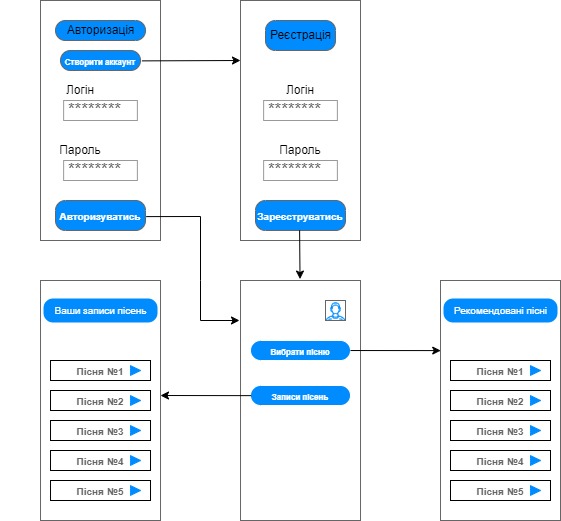 Авторизація
Створити аккаунт
Логін
********
Пароль
********
Авторизуватись
Реєстрація
Логін
********
Пароль
********
Зареєструватись
Ваши записи пісень
Пісня №1
Пісня №2
Пісня №3
Пісня №4
Пісня №5
Вибрати пісню
Записи пісень
Рекомендовані пісні
Пісня №1
Пісня №2
Пісня №3
Пісня №4
Пісня №5